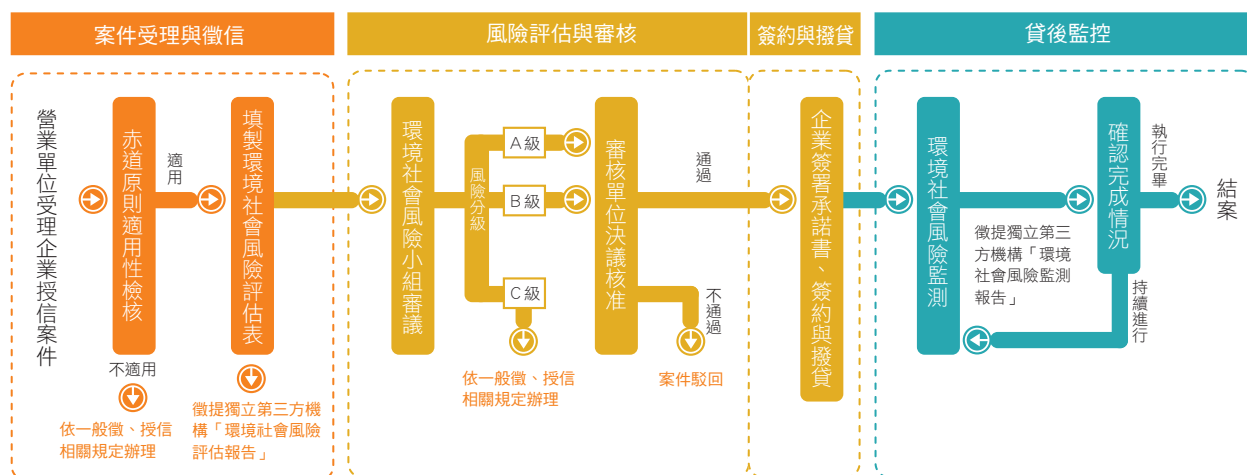 案件受理與徵信
風險評估與審核
簽約與撥貸
貸後監控
營業單位受理企業授信案件
赤道原則適用性檢核
適用
不適用
依一般徵、授信
相關規定辦理
填製環境社會風險評估表
徵提獨立第三方機
構「環境社會風險
評估報告」
環境社會風險小組審議
風險分級
A級
B級
C級
依一般徵、授信
相關規定辦理
審核單位決議核准
通過
不通過
案件駁回
企業簽署承諾書、簽約與撥貸
環境社會風險監測
徵提獨立第三
方機構「環境
社會風險監測
報告」
確認完成情況
執行完畢
持續進行
結案